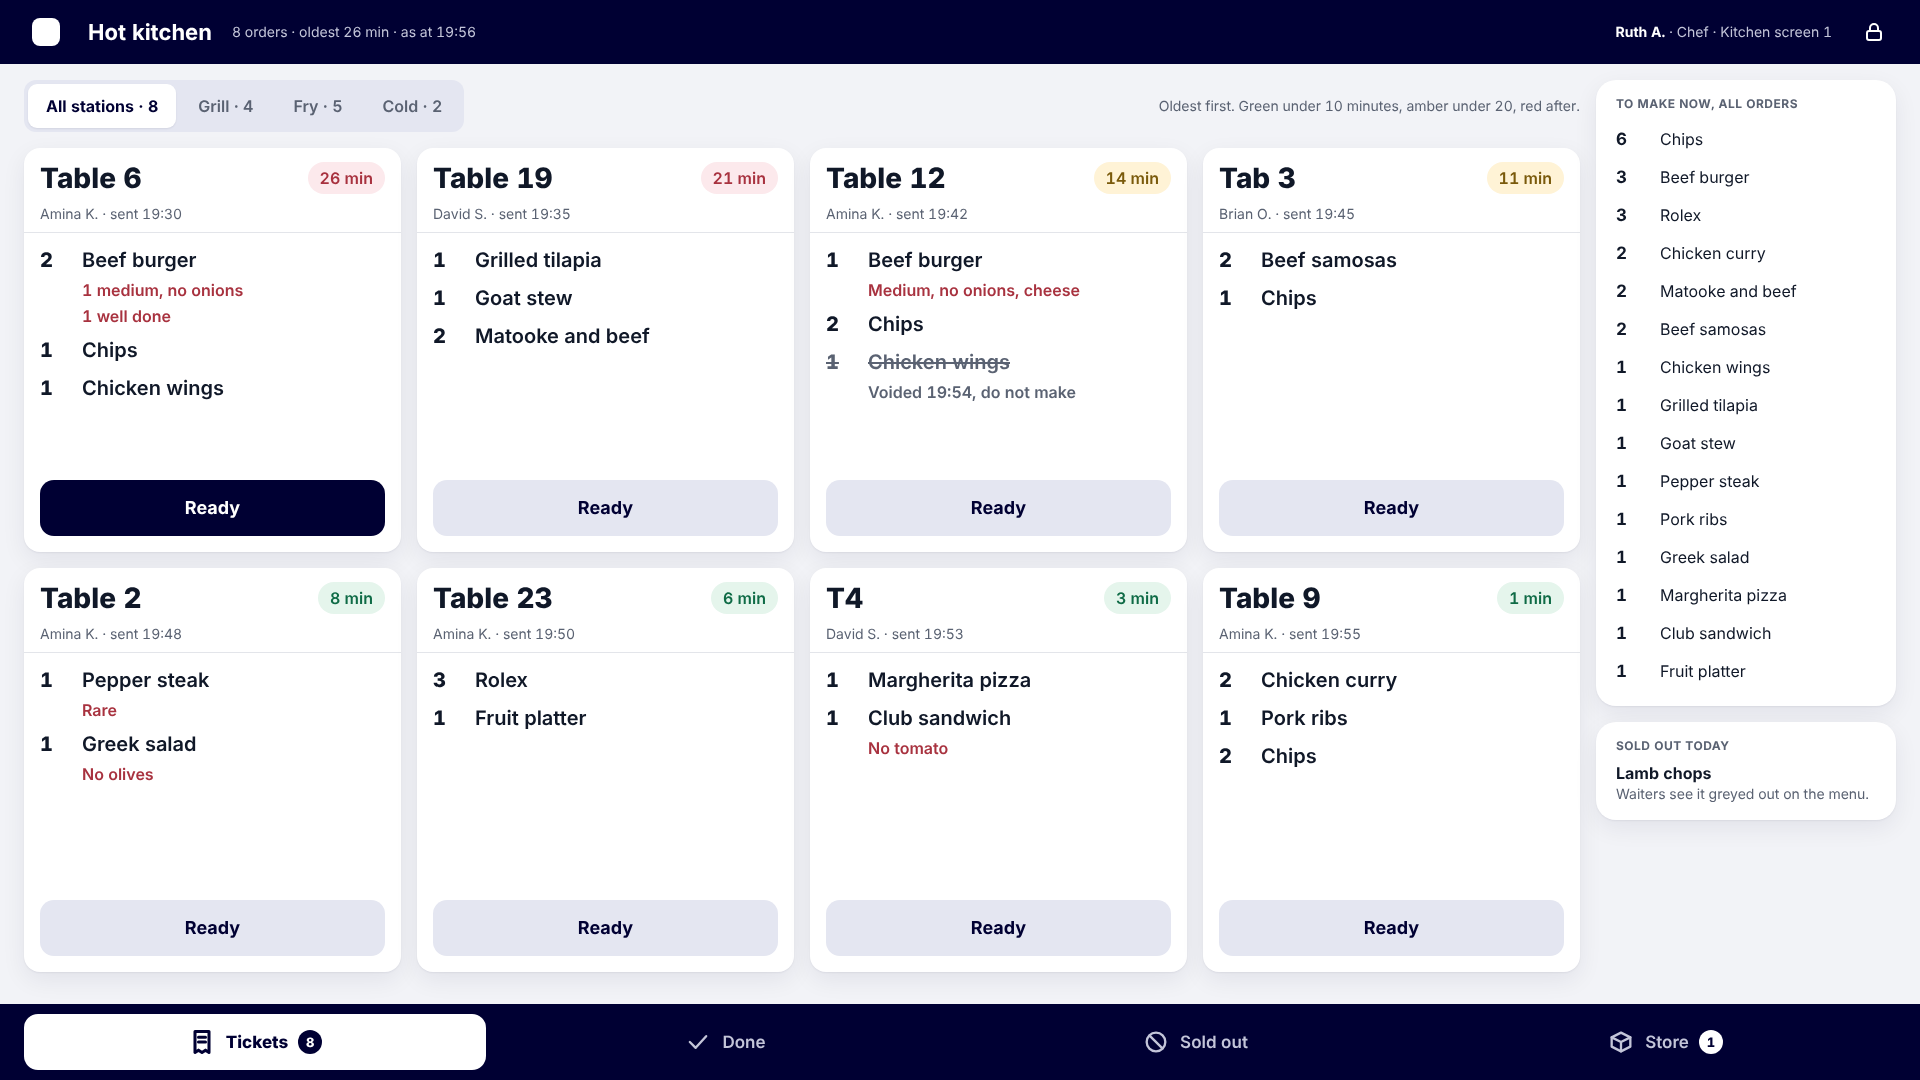 Hot kitchen
8 orders · oldest 26 min · as at 19:56
Ruth A. · Chef · Kitchen screen 1
All stations · 8
Grill · 4
Fry · 5
Cold · 2
Oldest first. Green under 10 minutes, amber under 20, red after.
Table 6
26 min
Amina K. · sent 19:30
2 Beef burger
1 medium, no onions
1 well done
1 Chips
1 Chicken wings
Ready
Table 19
21 min
David S. · sent 19:35
1 Grilled tilapia
1 Goat stew
2 Matooke and beef
Ready
Table 12
14 min
Amina K. · sent 19:42
1 Beef burger
Medium, no onions, cheese
2 Chips
1 Chicken wings
Voided 19:54, do not make
Ready
Tab 3
11 min
Brian O. · sent 19:45
2 Beef samosas
1 Chips
Ready
Table 2
8 min
Amina K. · sent 19:48
1 Pepper steak
Rare
1 Greek salad
No olives
Ready
Table 23
6 min
Amina K. · sent 19:50
3 Rolex
1 Fruit platter
Ready
T4
3 min
David S. · sent 19:53
1 Margherita pizza
1 Club sandwich
No tomato
Ready
Table 9
1 min
Amina K. · sent 19:55
2 Chicken curry
1 Pork ribs
2 Chips
Ready
TO MAKE NOW, ALL ORDERS
6 Chips
3 Beef burger
3 Rolex
2 Chicken curry
2 Matooke and beef
2 Beef samosas
1 Chicken wings
1 Grilled tilapia
1 Goat stew
1 Pepper steak
1 Pork ribs
1 Greek salad
1 Margherita pizza
1 Club sandwich
1 Fruit platter
SOLD OUT TODAY
Lamb chops
Waiters see it greyed out on the menu.
Tickets 8
Done
Sold out
Store 1